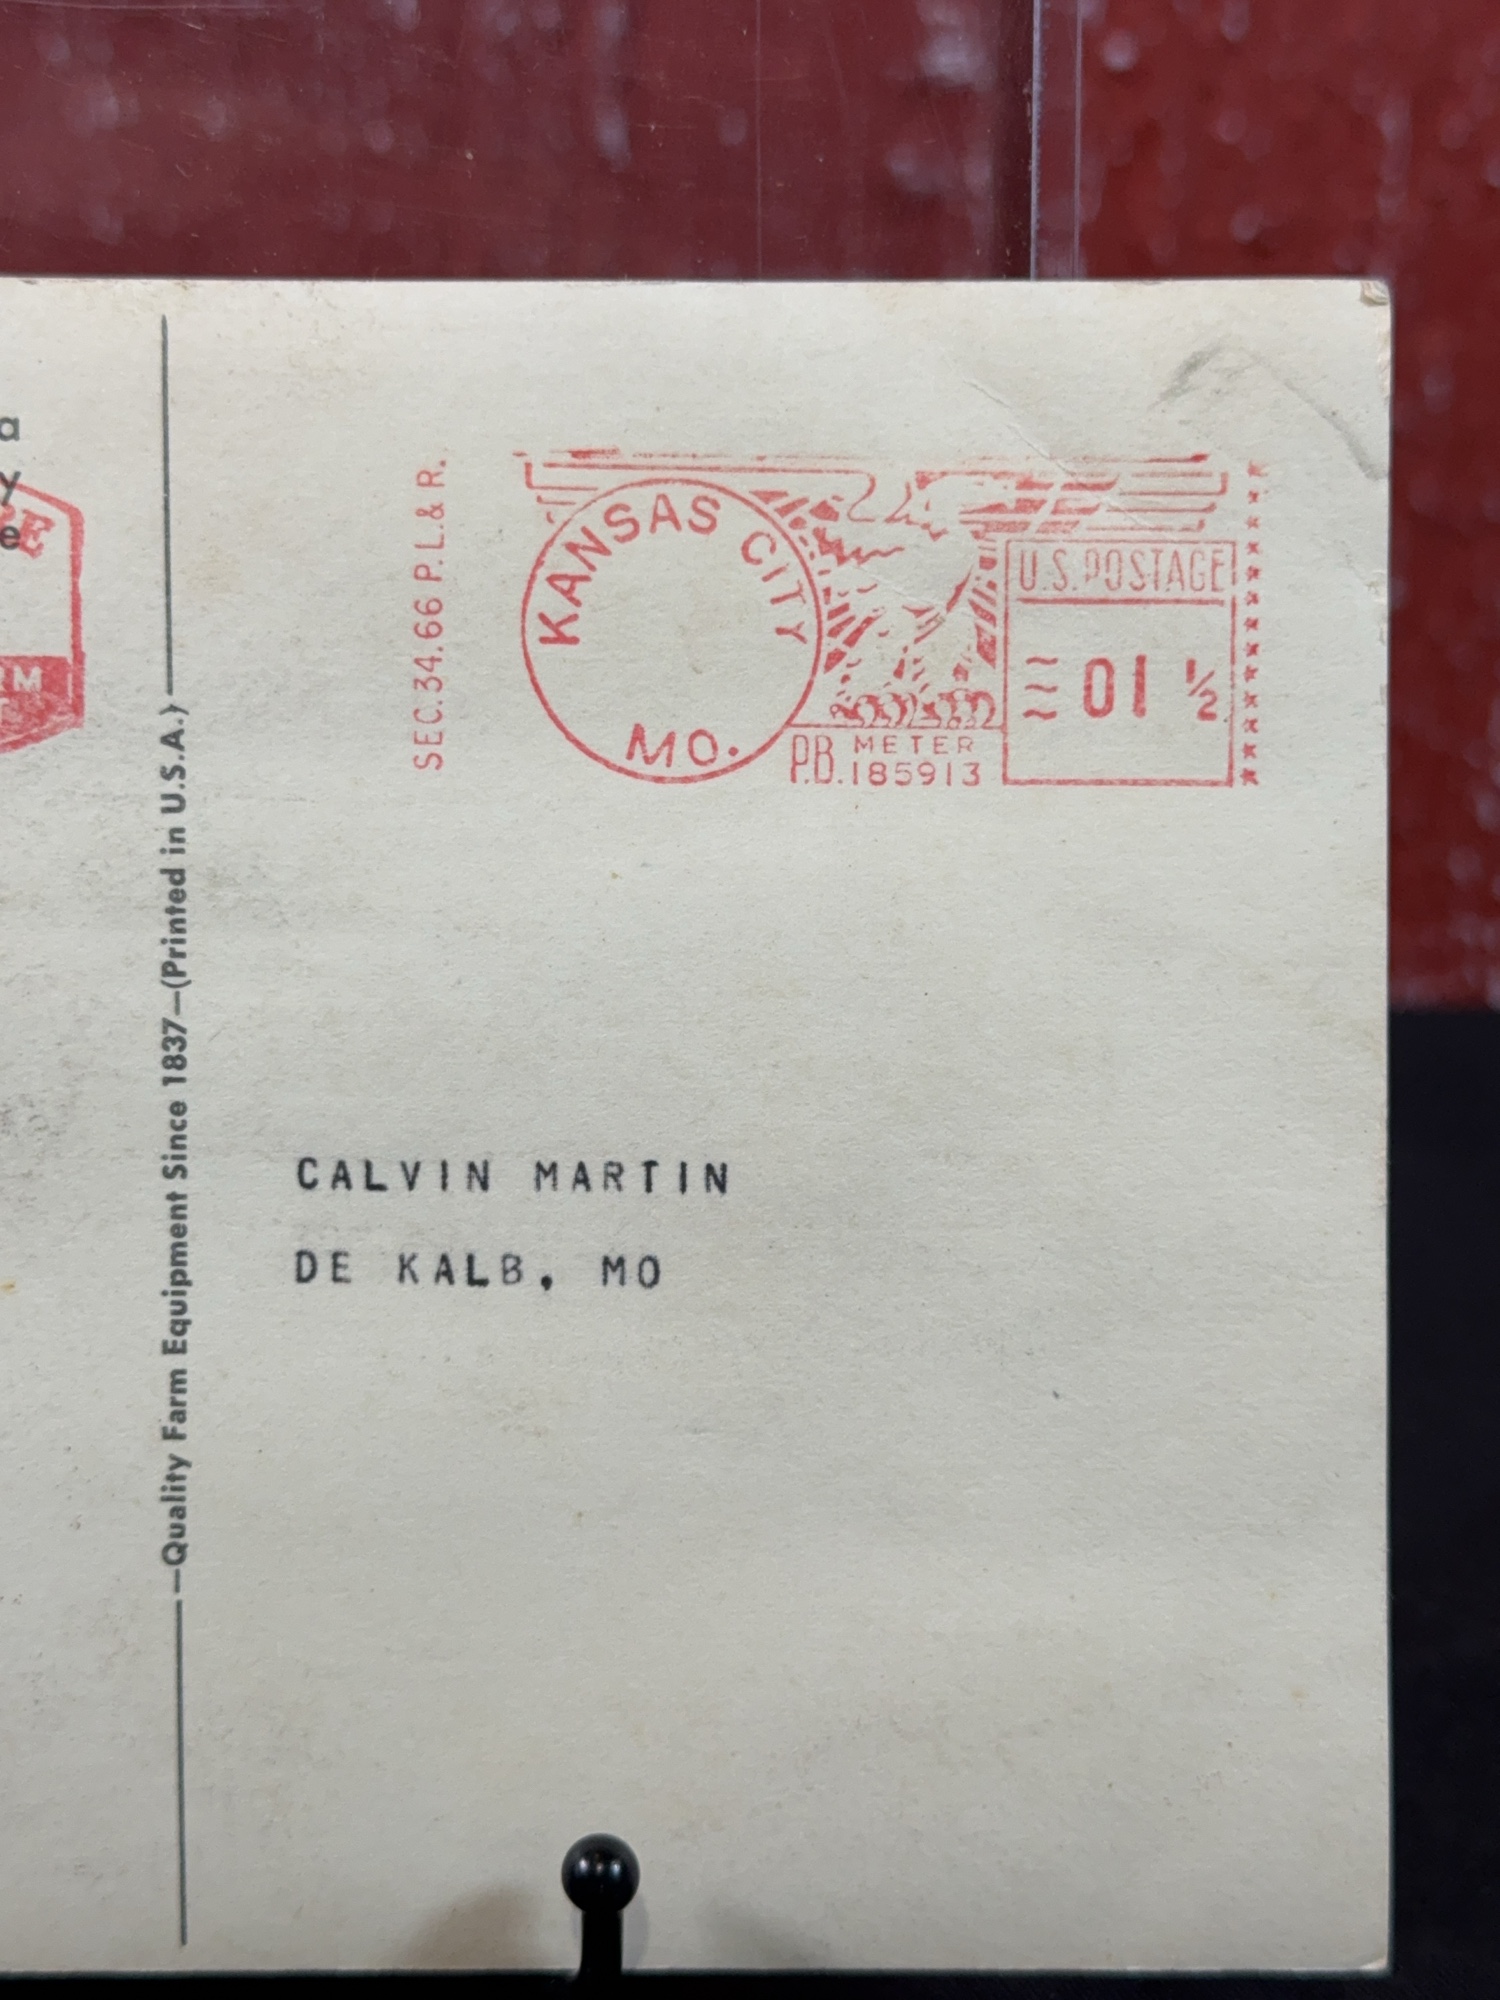 a
y
e
E
RM
T
—Quality Farm Equipment Since 1837—(Printed in U.S.A.)—
SEC.34.66 P.L.& R.
KANSAS CITY
MO.
P.B. METER
185913
U.S. POSTAGE
01 ½
CALVIN MARTIN
DE KALB, MO